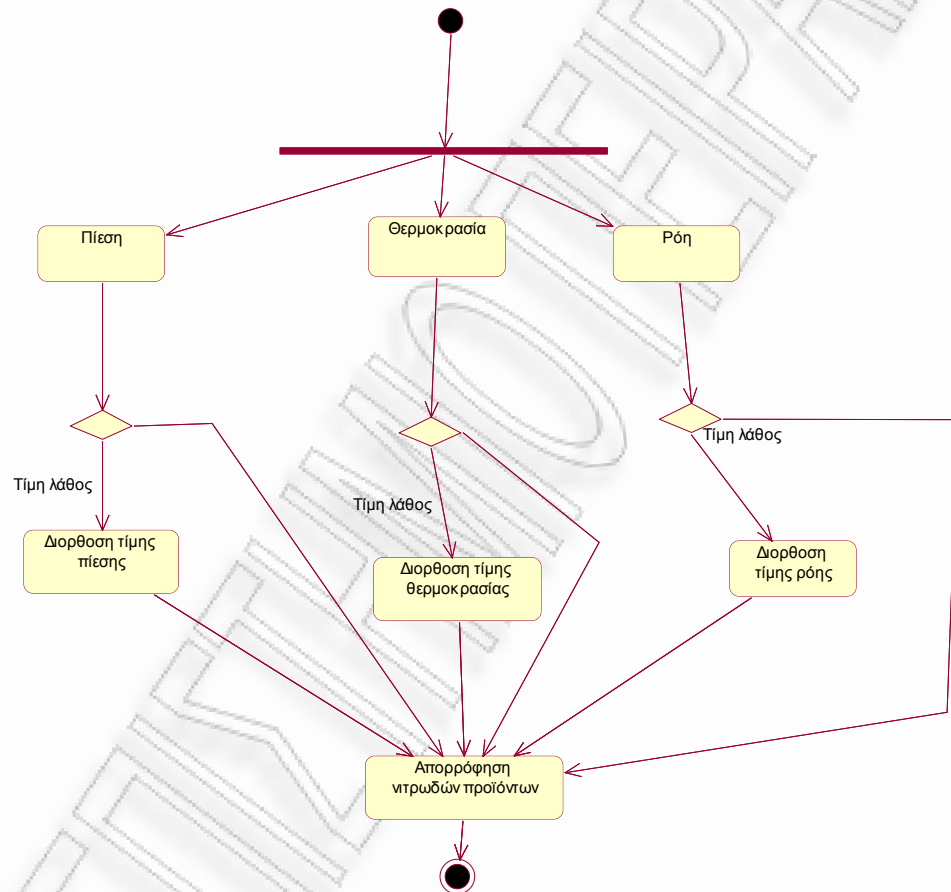 Πίεση
Θερμοκρασία
Ρόη
Τίμη λάθος
Τίμη λάθος
Τίμη λάθος
Διορθοση τίμης
πίεσης
Διορθοση τίμης
θερμοκρασίας
Διορθοση
τίμης ρόης
Απορρόφηση
νιτρωδών προϊόντων